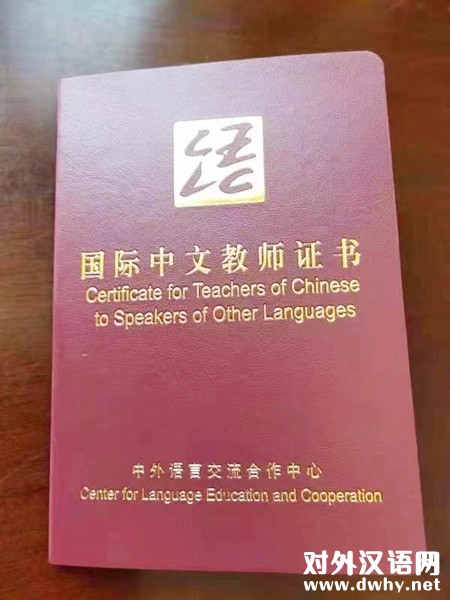 国际中文教师证书
Certificate for Teachers of Chinese
to Speakers of Other Languages
中外语言交流合作中心
Center for Language Education and Cooperation
对外汉语网
www.dwhy.net